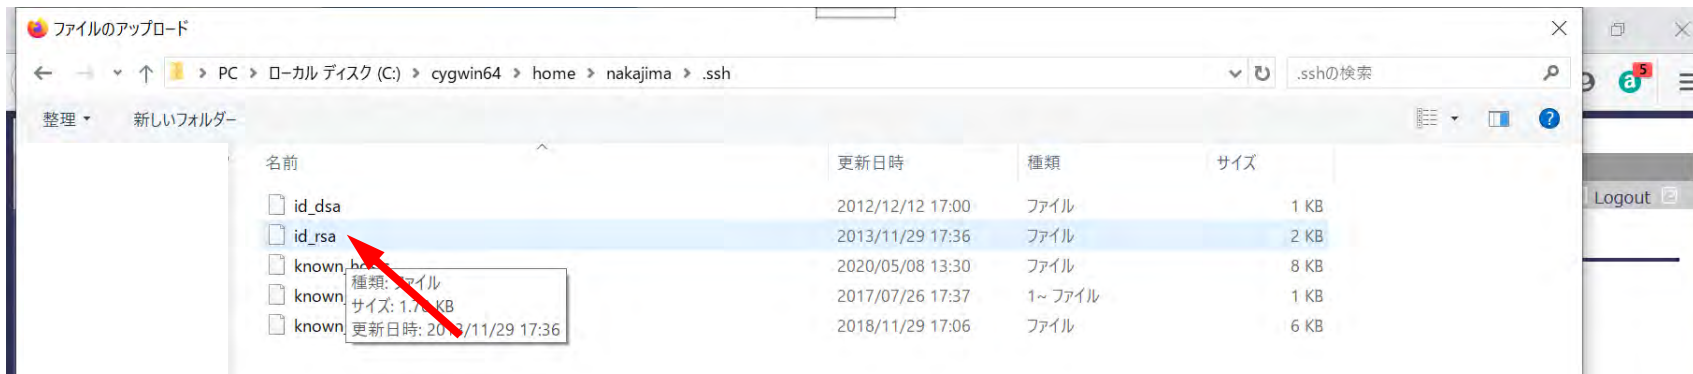 ファイルのアップロード
PC > ローカル ディスク (C:) > cygwin64 > home > nakajima > .ssh
.sshの検索
5
a
整理
新しいフォルダー
?
名前 更新日時 種類 サイズ
Logout
id_dsa 2012/12/12 17:00 ファイル 1 KB
id_rsa 2013/11/29 17:36 ファイル 2 KB
known 2020/05/08 13:30 ファイル 8 KB
known 2017/07/26 17:37 1~ ファイル 1 KB
known 2018/11/29 17:06 ファイル 6 KB
種類: ファイル
サイズ: KB
更新日時: 2013/11/29 17:36